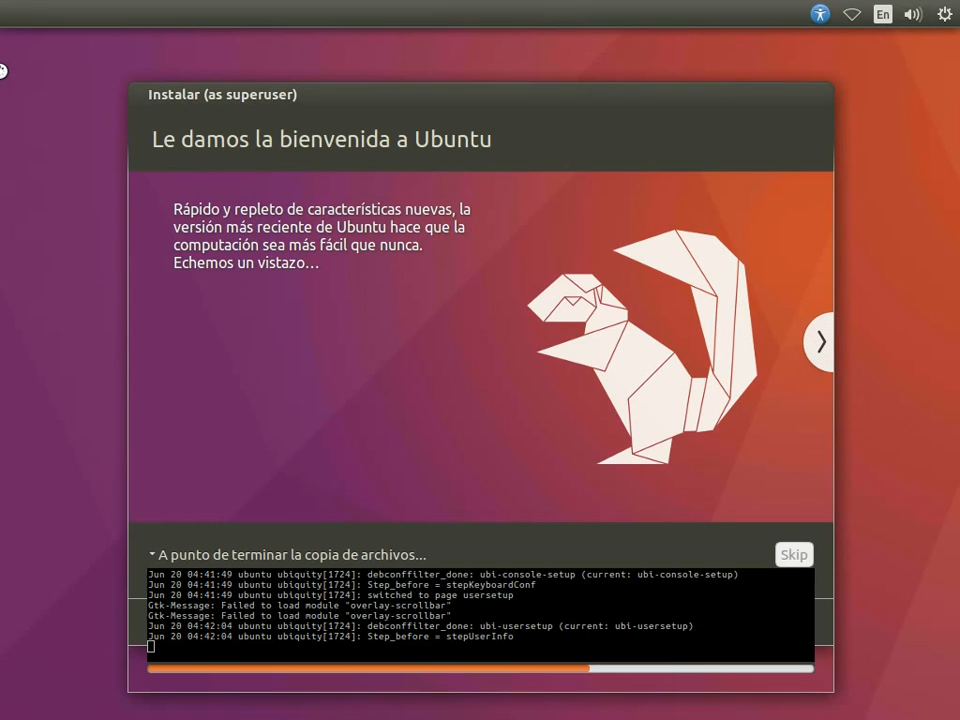 En
Instalar (as superuser)
Le damos la bienvenida a Ubuntu
Rápido y repleto de características nuevas, la
versión más reciente de Ubuntu hace que la
computación sea más fácil que nunca.
Echemos un vistazo…
A punto de terminar la copia de archivos...
Skip
Jun 20 04:41:49 ubuntu ubiquity[1724]: debconffilter_done: ubi-console-setup (current: ubi-console-setup)
Jun 20 04:41:49 ubuntu ubiquity[1724]: Step_before = stepKeyboardConf
Jun 20 04:41:49 ubuntu ubiquity[1724]: switched to page usersetup
Gtk-Message: Failed to load module "overlay-scrollbar"
Gtk-Message: Failed to load module "overlay-scrollbar"
Jun 20 04:42:04 ubuntu ubiquity[1724]: debconffilter_done: ubi-usersetup (current: ubi-usersetup)
Jun 20 04:42:04 ubuntu ubiquity[1724]: Step_before = stepUserInfo